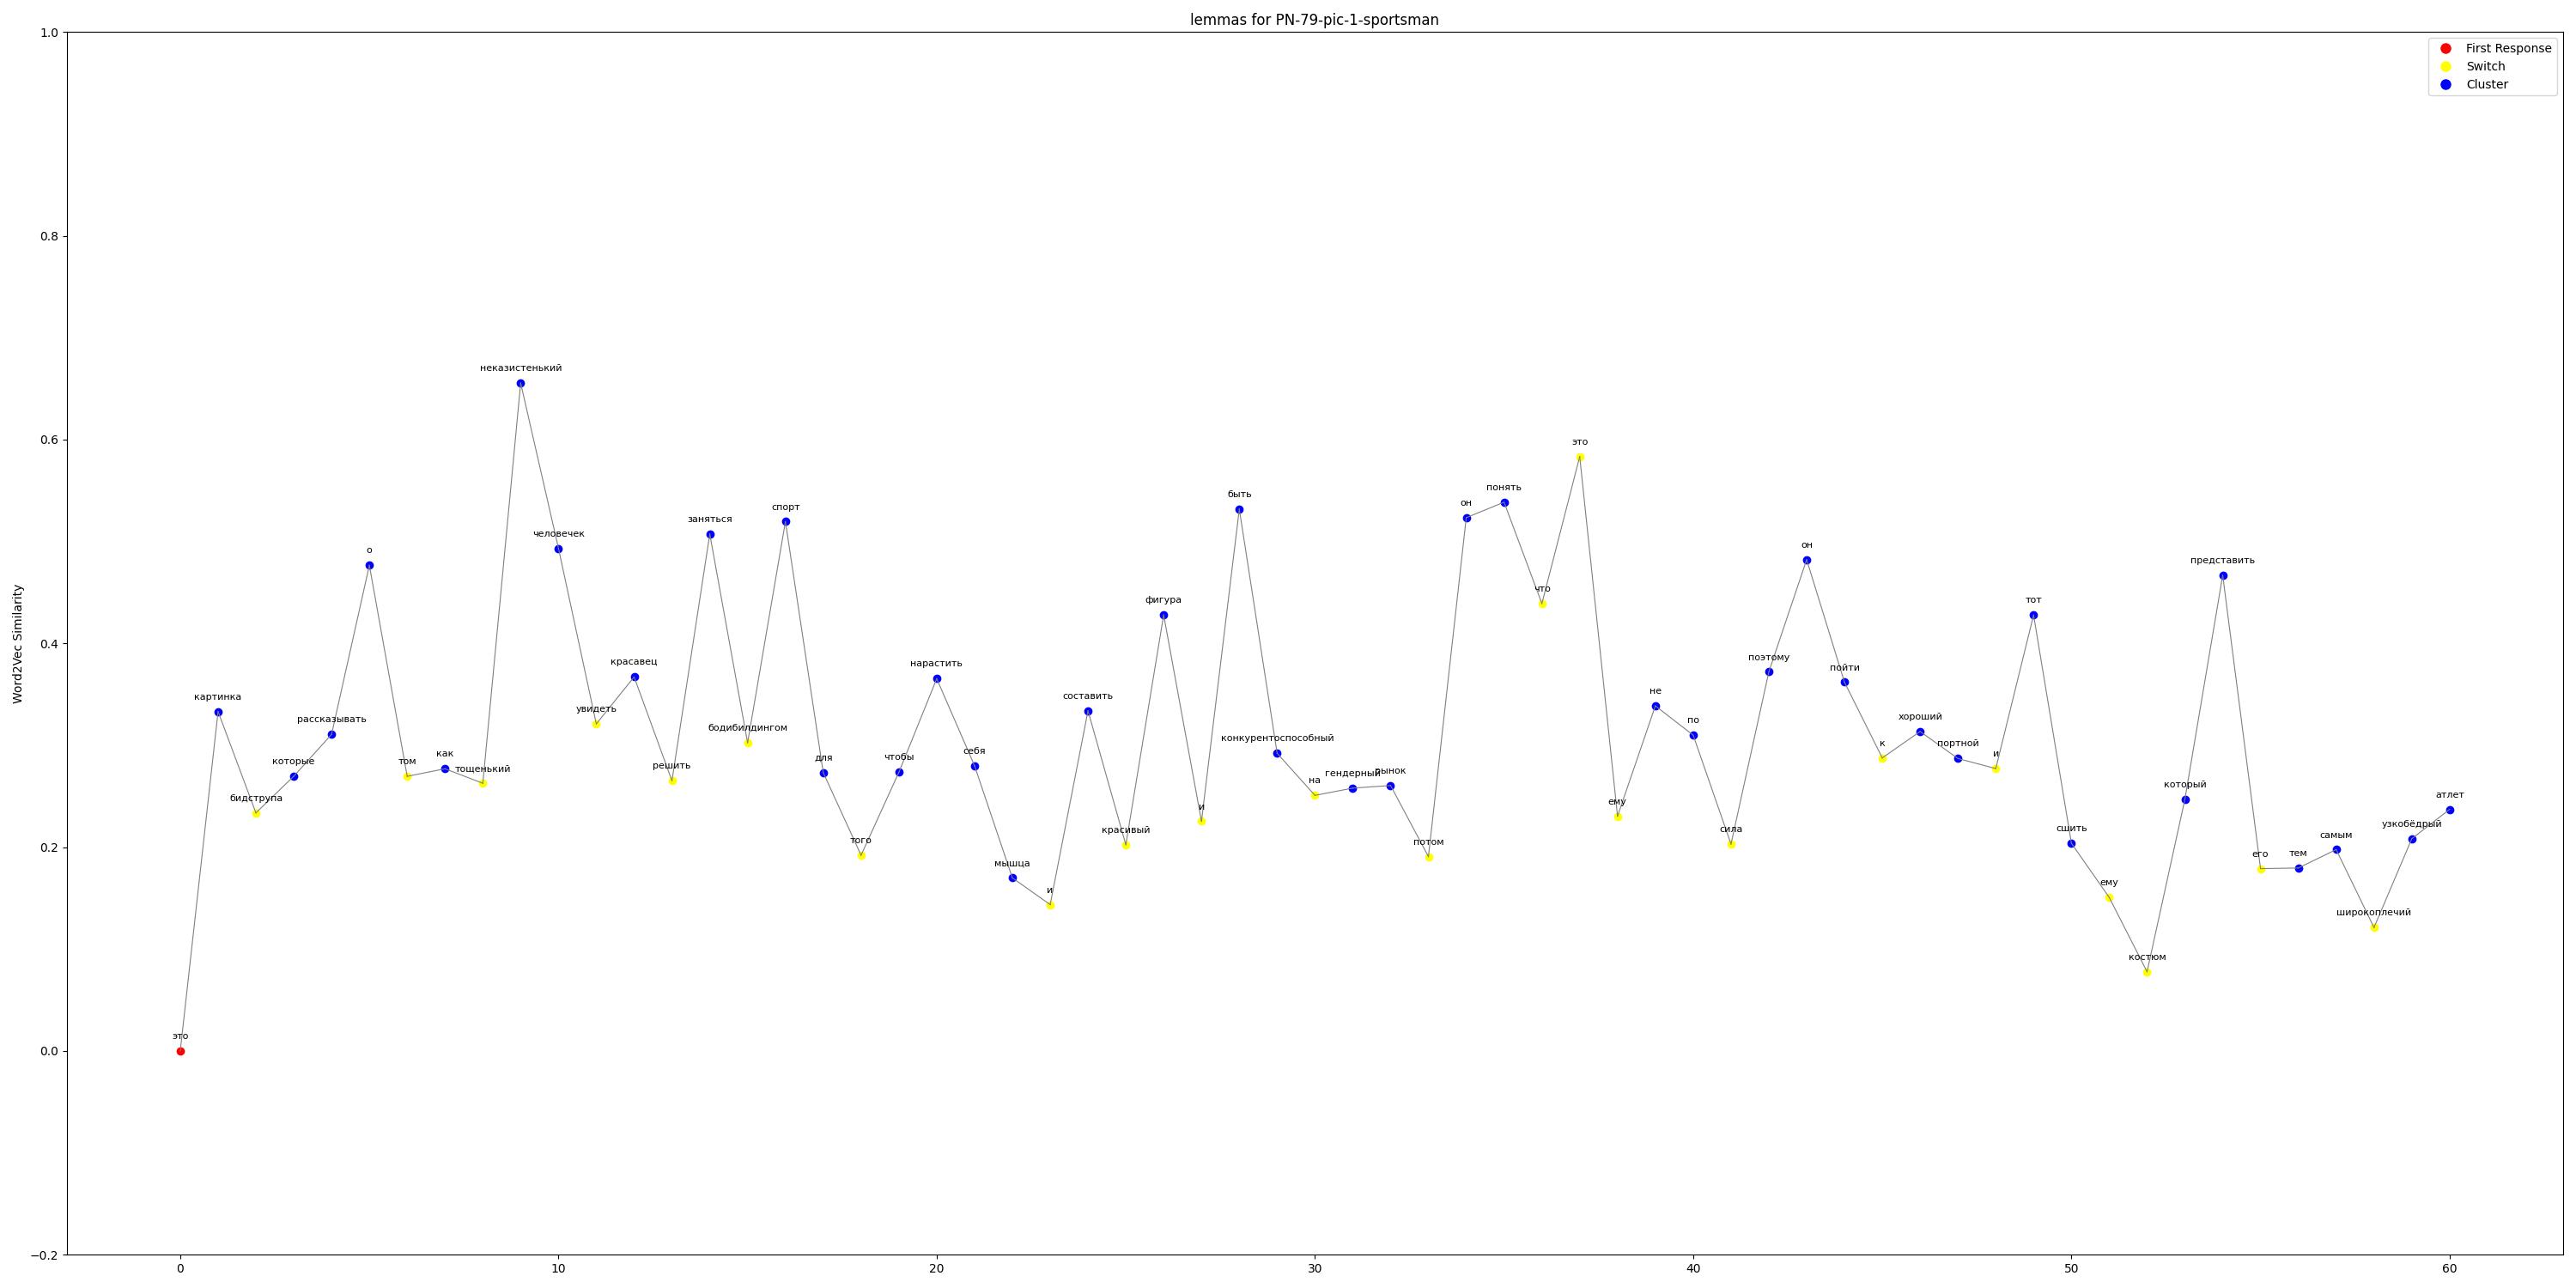 lemmas for PN-79-pic-1-sportsman
First Response
Switch
Cluster
Word2Vec Similarity
1.0
0.8
0.6
0.4
0.2
0.0
−0.2
0
10
20
30
40
50
60
это
картинка
бидструпа
которые
рассказывать
о
том
как
тощенький
неказистенький
человечек
увидеть
красавец
решить
заняться
бодибилдингом
спорт
для
того
чтобы
нарастить
себя
мышца
и
составить
красивый
фигура
и
быть
конкурентоспособный
на
гендерный
рынок
потом
он
понять
что
это
ему
не
по
сила
поэтому
он
пойти
к
хороший
портной
и
тот
сшить
ему
костюм
который
представить
его
тем
самым
широкоплечий
узкобёдрый
атлет